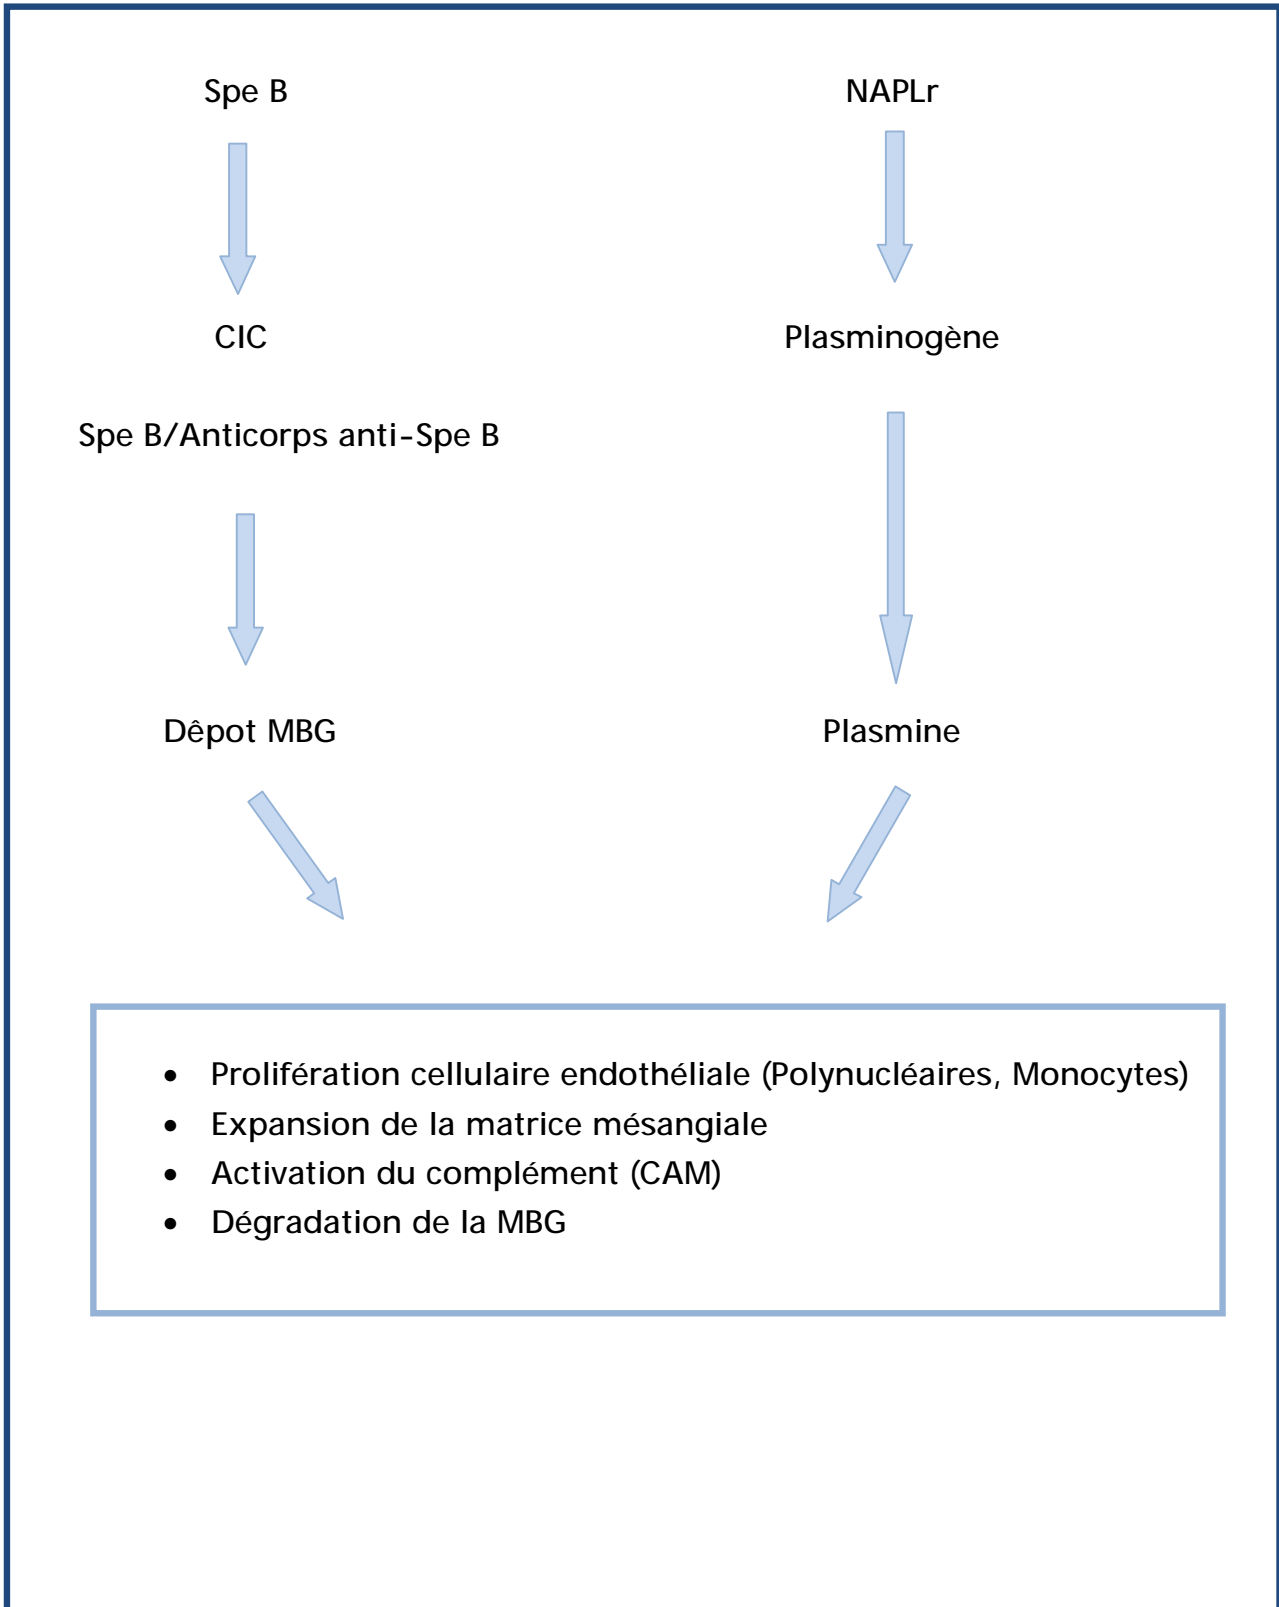 Spe B
NAPLr
CIC
Plasminogène
Spe B/Anticorps anti-Spe B
Dêpot MBG
Plasmine
• Prolifération cellulaire endothéliale (Polynucléaires, Monocytes)
• Expansion de la matrice mésangiale
• Activation du complément (CAM)
• Dégradation de la MBG